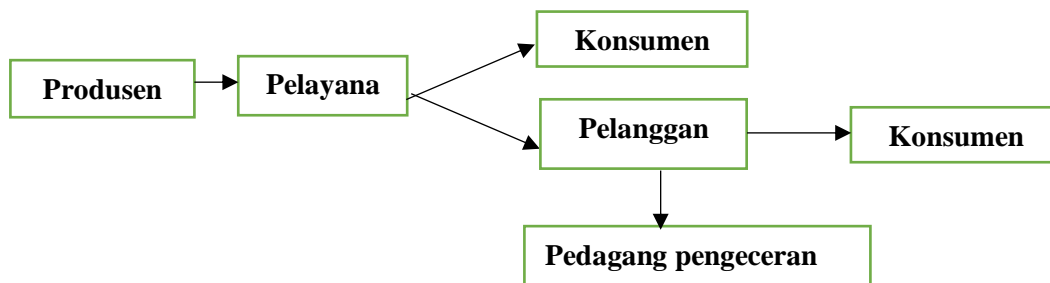 Konsumen
Produsen
Pelayana
Pelanggan
Konsumen
Pedagang pengeceran